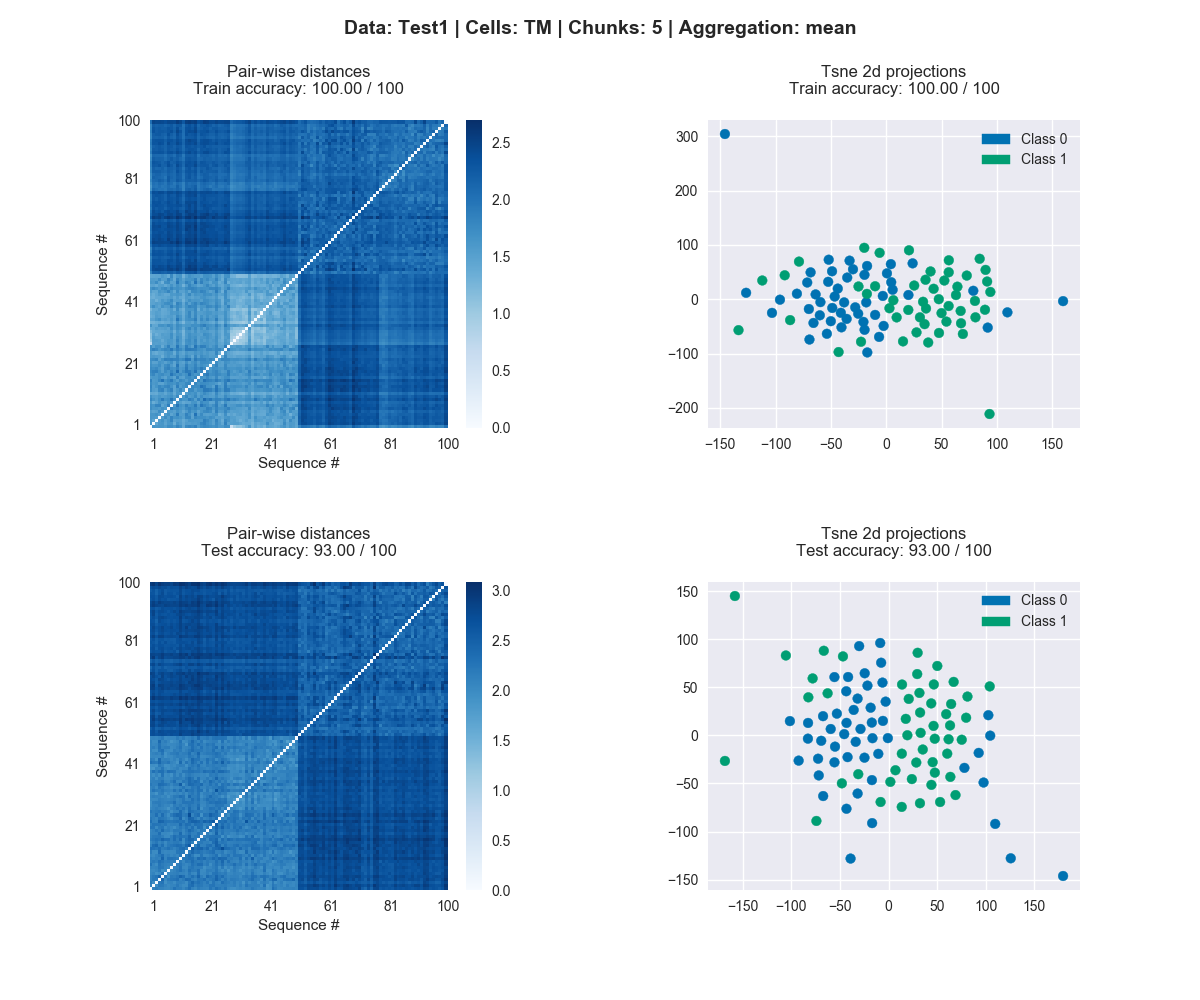 Data: Test1 | Cells: TM | Chunks: 5 | Aggregation: mean
Pair-wise distances
Train accuracy: 100.00 / 100
100
81
61
41
21
1
Sequence #
1 21 41 61 81 100
Sequence #
2.5
2.0
1.5
1.0
0.5
0.0
Tsne 2d projections
Train accuracy: 100.00 / 100
300
200
100
0
−100
−200
−150 −100 −50 0 50 100 150
Class 0
Class 1
Pair-wise distances
Test accuracy: 93.00 / 100
100
81
61
41
21
1
Sequence #
1 21 41 61 81 100
Sequence #
3.0
2.5
2.0
1.5
1.0
0.5
0.0
Tsne 2d projections
Test accuracy: 93.00 / 100
150
100
50
0
−50
−100
−150
−150 −100 −50 0 50 100 150
Class 0
Class 1